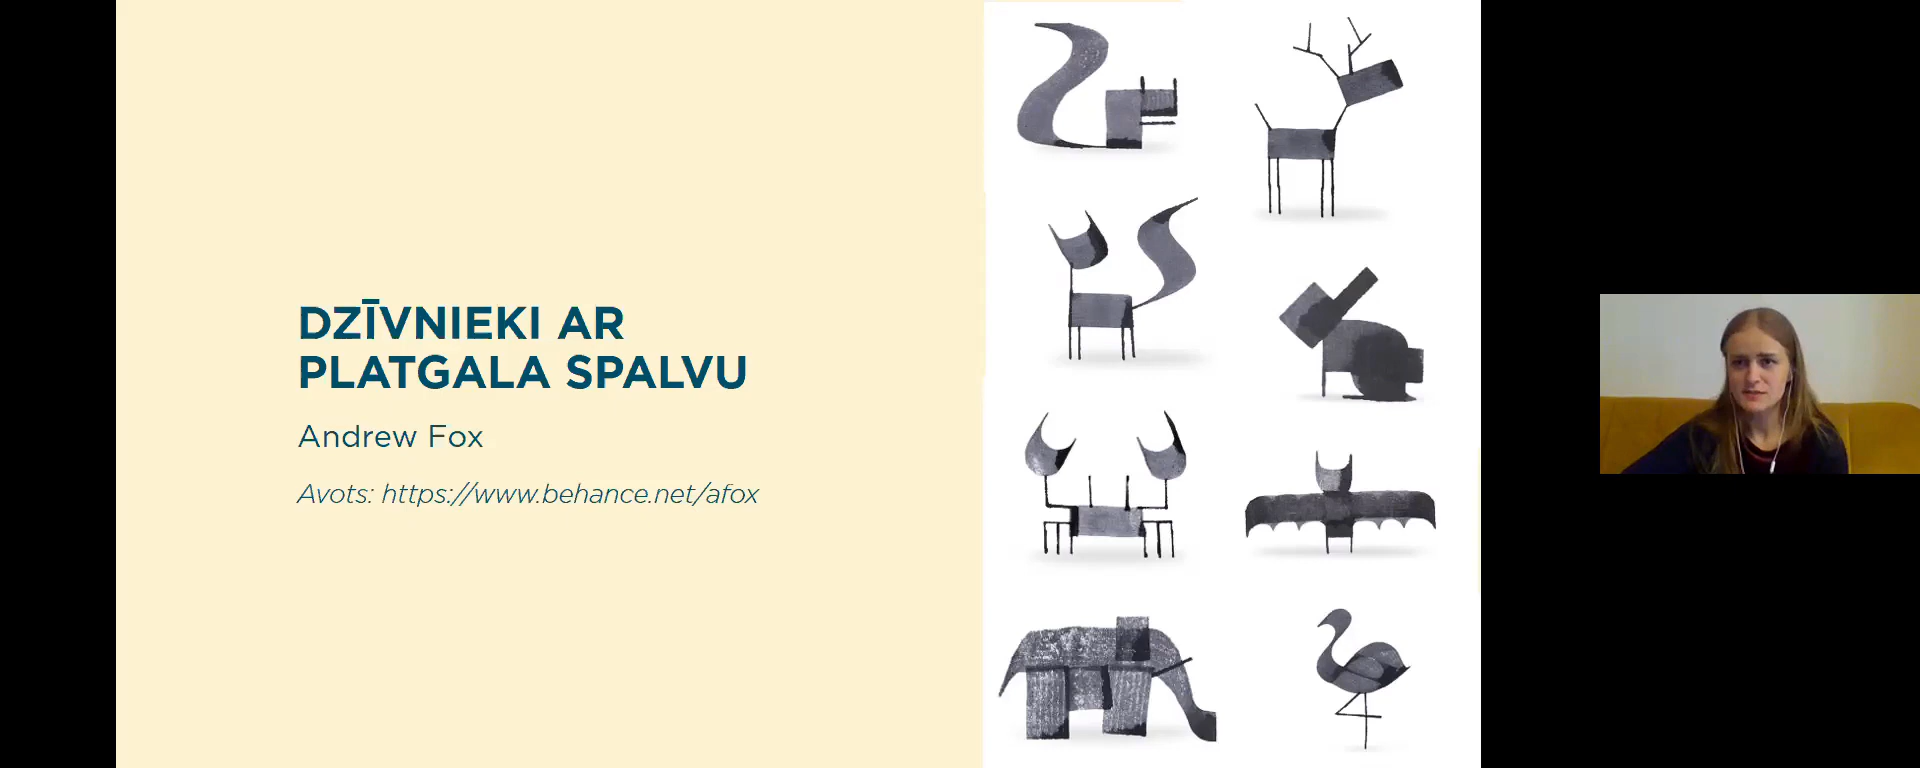 DZĪVNIEKI AR
PLATGALA SPALVU
Andrew Fox
Avots: https://www.behance.net/afox